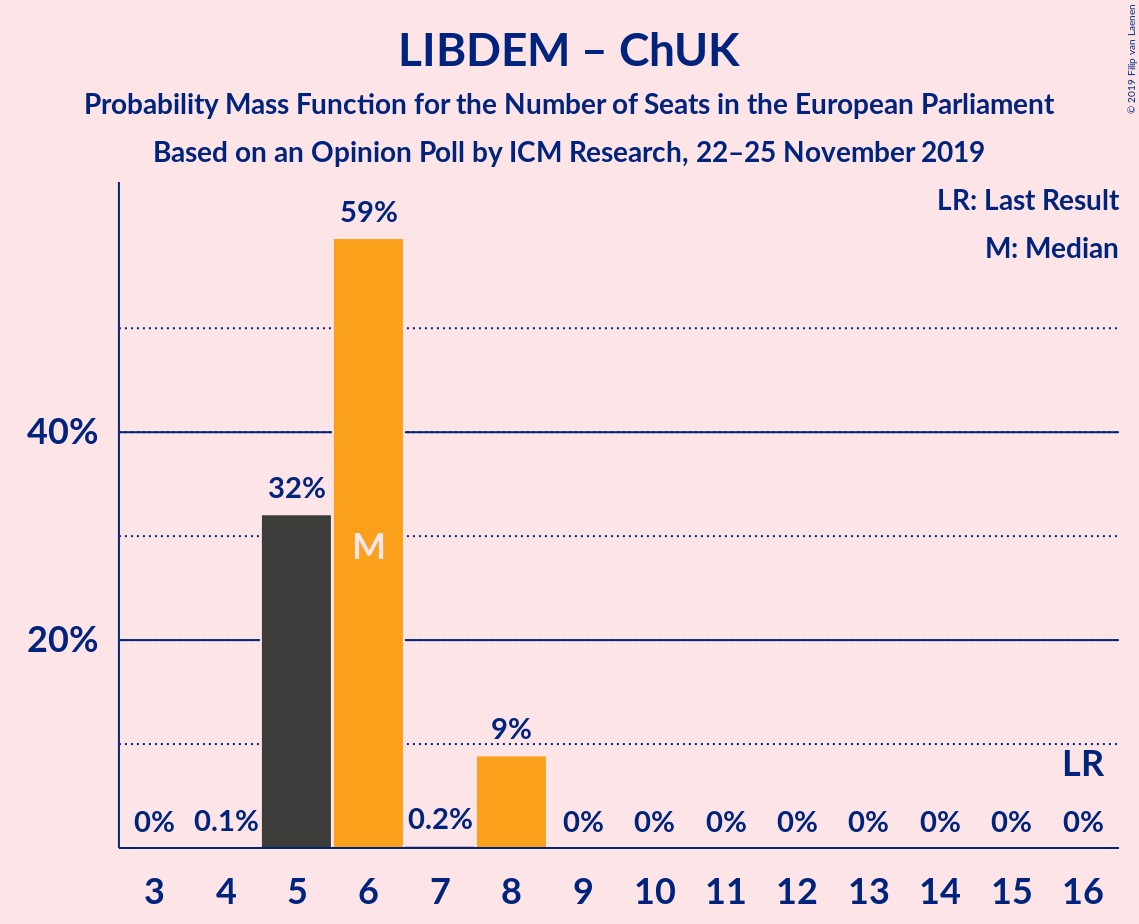 LIBDEM – ChUK
Probability Mass Function for the Number of Seats in the European Parliament
Based on an Opinion Poll by ICM Research, 22–25 November 2019
© 2019 Filip van Laenen
LR: Last Result
M: Median
59%
40%
32%
M
20%
9%
LR
0% 0.1% 0.2% 0% 0% 0% 0% 0% 0% 0% 0%
3 4 5 6 7 8 9 10 11 12 13 14 15 16